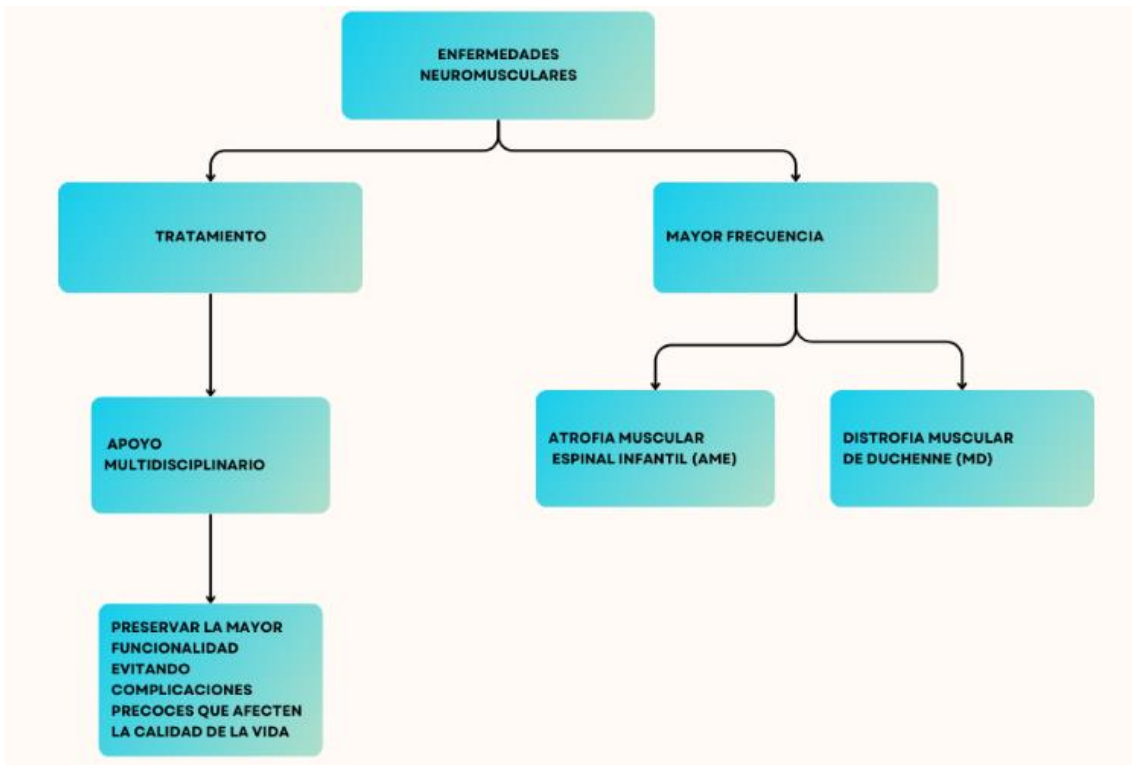 ENFERMEDADES
NEUROMUSCULARES
TRATAMIENTO
MAYOR FRECUENCIA
APOYO
MULTIDISCIPLINARIO
ATROFIA MUSCULAR
ESPINAL INFANTIL (AME)
DISTROFIA MUSCULAR
DE DUCHENNE (MD)
PRESERVAR LA MAYOR
FUNCIONALIDAD
EVITANDO
COMPLICACIONES
PRECOCES QUE AFECTEN
LA CALIDAD DE LA VIDA